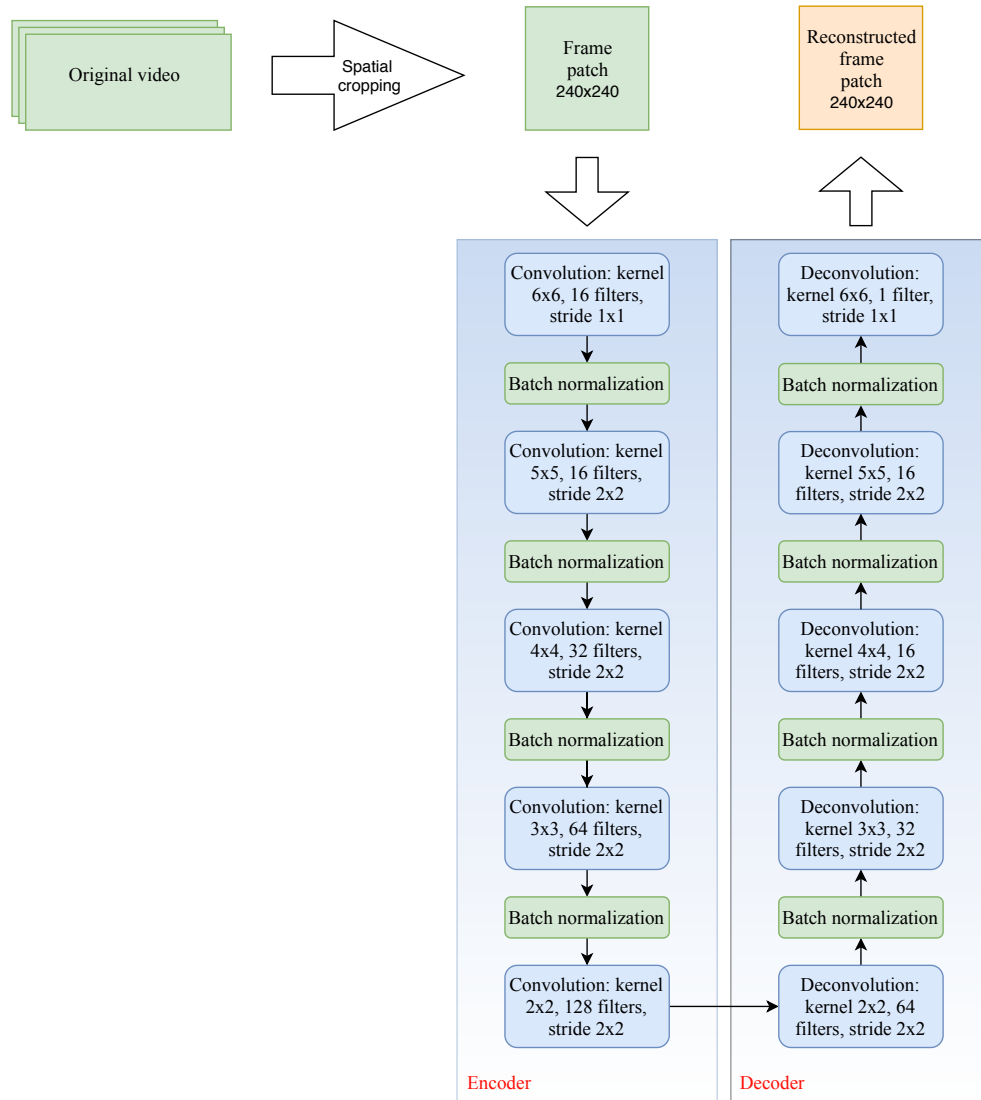 Original video
Spatial
cropping
Frame
patch
240x240
Reconstructed
frame
patch
240x240
Convolution: kernel
6x6, 16 filters,
stride 1x1
Batch normalization
Convolution: kernel
5x5, 16 filters,
stride 2x2
Batch normalization
Convolution: kernel
4x4, 32 filters,
stride 2x2
Batch normalization
Convolution: kernel
3x3, 64 filters,
stride 2x2
Batch normalization
Convolution: kernel
2x2, 128 filters,
stride 2x2
Encoder
Deconvolution:
kernel 6x6, 1 filter,
stride 1x1
Batch normalization
Deconvolution:
kernel 5x5, 16
filters, stride 2x2
Batch normalization
Deconvolution:
kernel 4x4, 16
filters, stride 2x2
Batch normalization
Deconvolution:
kernel 3x3, 32
filters, stride 2x2
Batch normalization
Deconvolution:
kernel 2x2, 64
filters, stride 2x2
Decoder